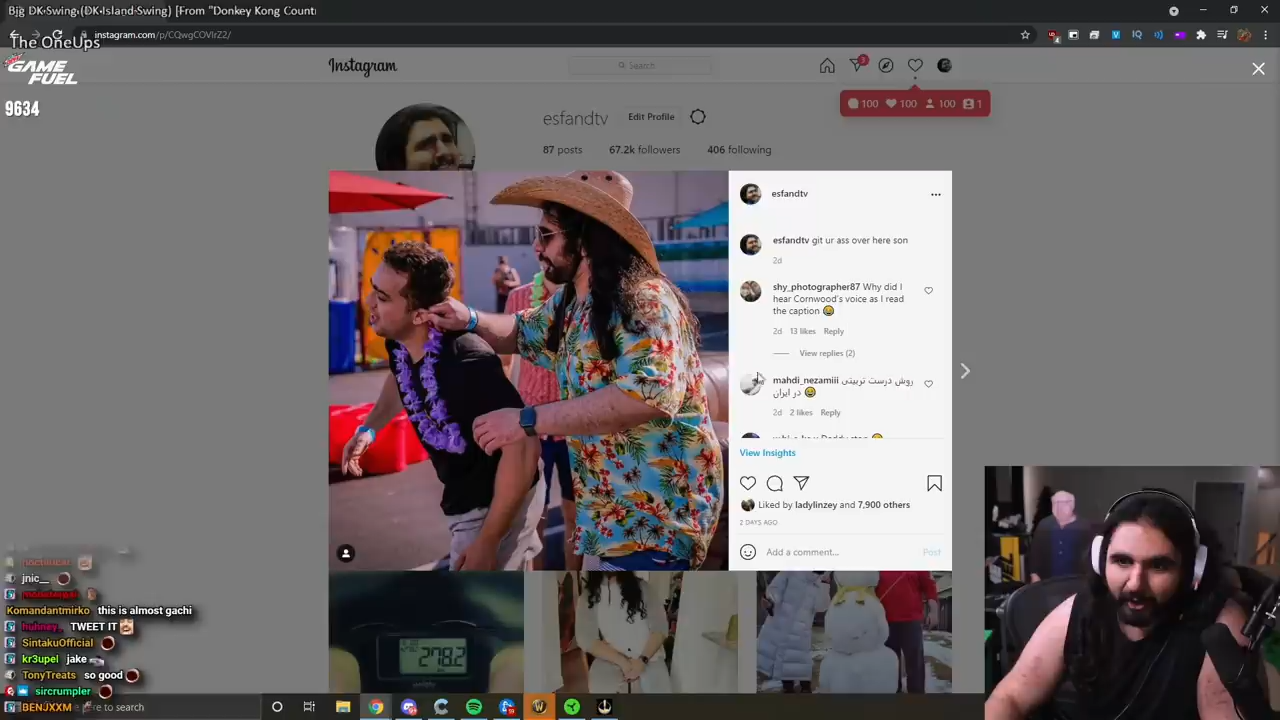 Big DK Swing (DK Island Swing) [From "Donkey Kong Count
The OneUps
instagram.com/p/CQwgCOVlrZ2/
GAME FUEL
9634
Instagram
Search
3
100 100 100 1
esfandtv Edit Profile
87 posts 67.2k followers 406 following
esfandtv
esfandtv git ur ass over here son
2d
shy_photographer87 Why did I
hear Cornwood's voice as I read
the caption 😂
2d 13 likes Reply
View replies (2)
mahdi_nezamiii روش درست تربیتی
در ایران 😂
2d 2 likes Reply
View Insights
Liked by ladylinzey and 7,900 others
2 DAYS AGO
Add a comment... Post
278.2
jnic__
Komandantmirko this is almost gachi
TWEET IT
SintakuOfficial
kr3upel jake
TonyTreats so good
sircrumpler
BENJXXM
to search